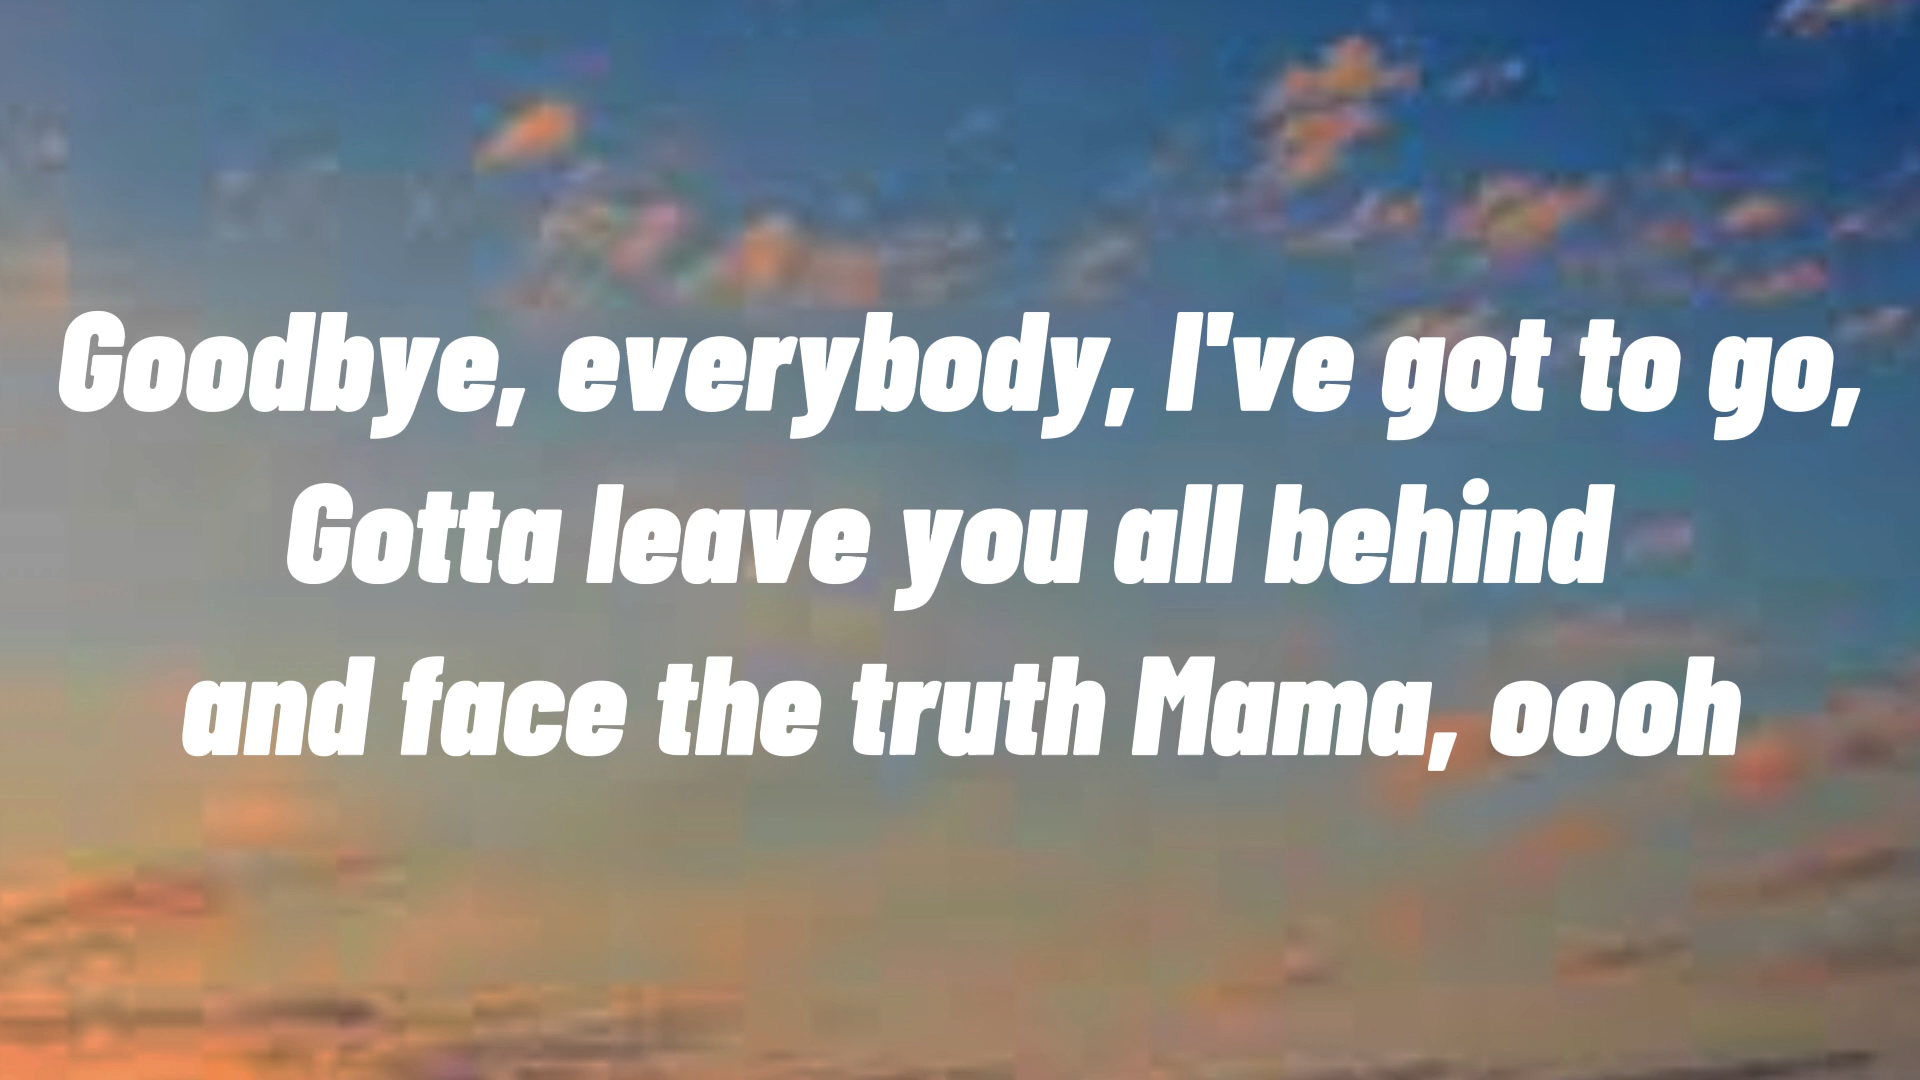 Goodbye, everybody, I've got to go,
Gotta leave you all behind
and face the truth Mama, oooh